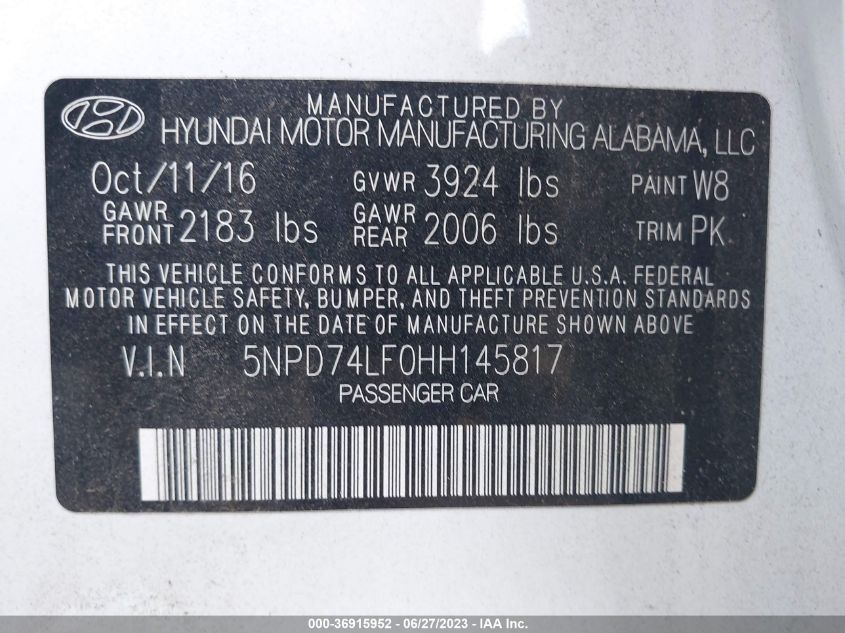 MANUFACTURED BY
HYUNDAI MOTOR MANUFACTURING ALABAMA, LLC
Oct/11/16 GVWR 3924 lbs PAINT W8
GAWR FRONT 2183 lbs GAWR REAR 2006 lbs TRIM PK
THIS VEHICLE CONFORMS TO ALL APPLICABLE U.S.A. FEDERAL
MOTOR VEHICLE SAFETY, BUMPER, AND THEFT PREVENTION STANDARDS
IN EFFECT ON THE DATE OF MANUFACTURE SHOWN ABOVE
V.I.N 5NPD74LF0HH145817
PASSENGER CAR
000-36915952 - 06/27/2023 - IAA Inc.